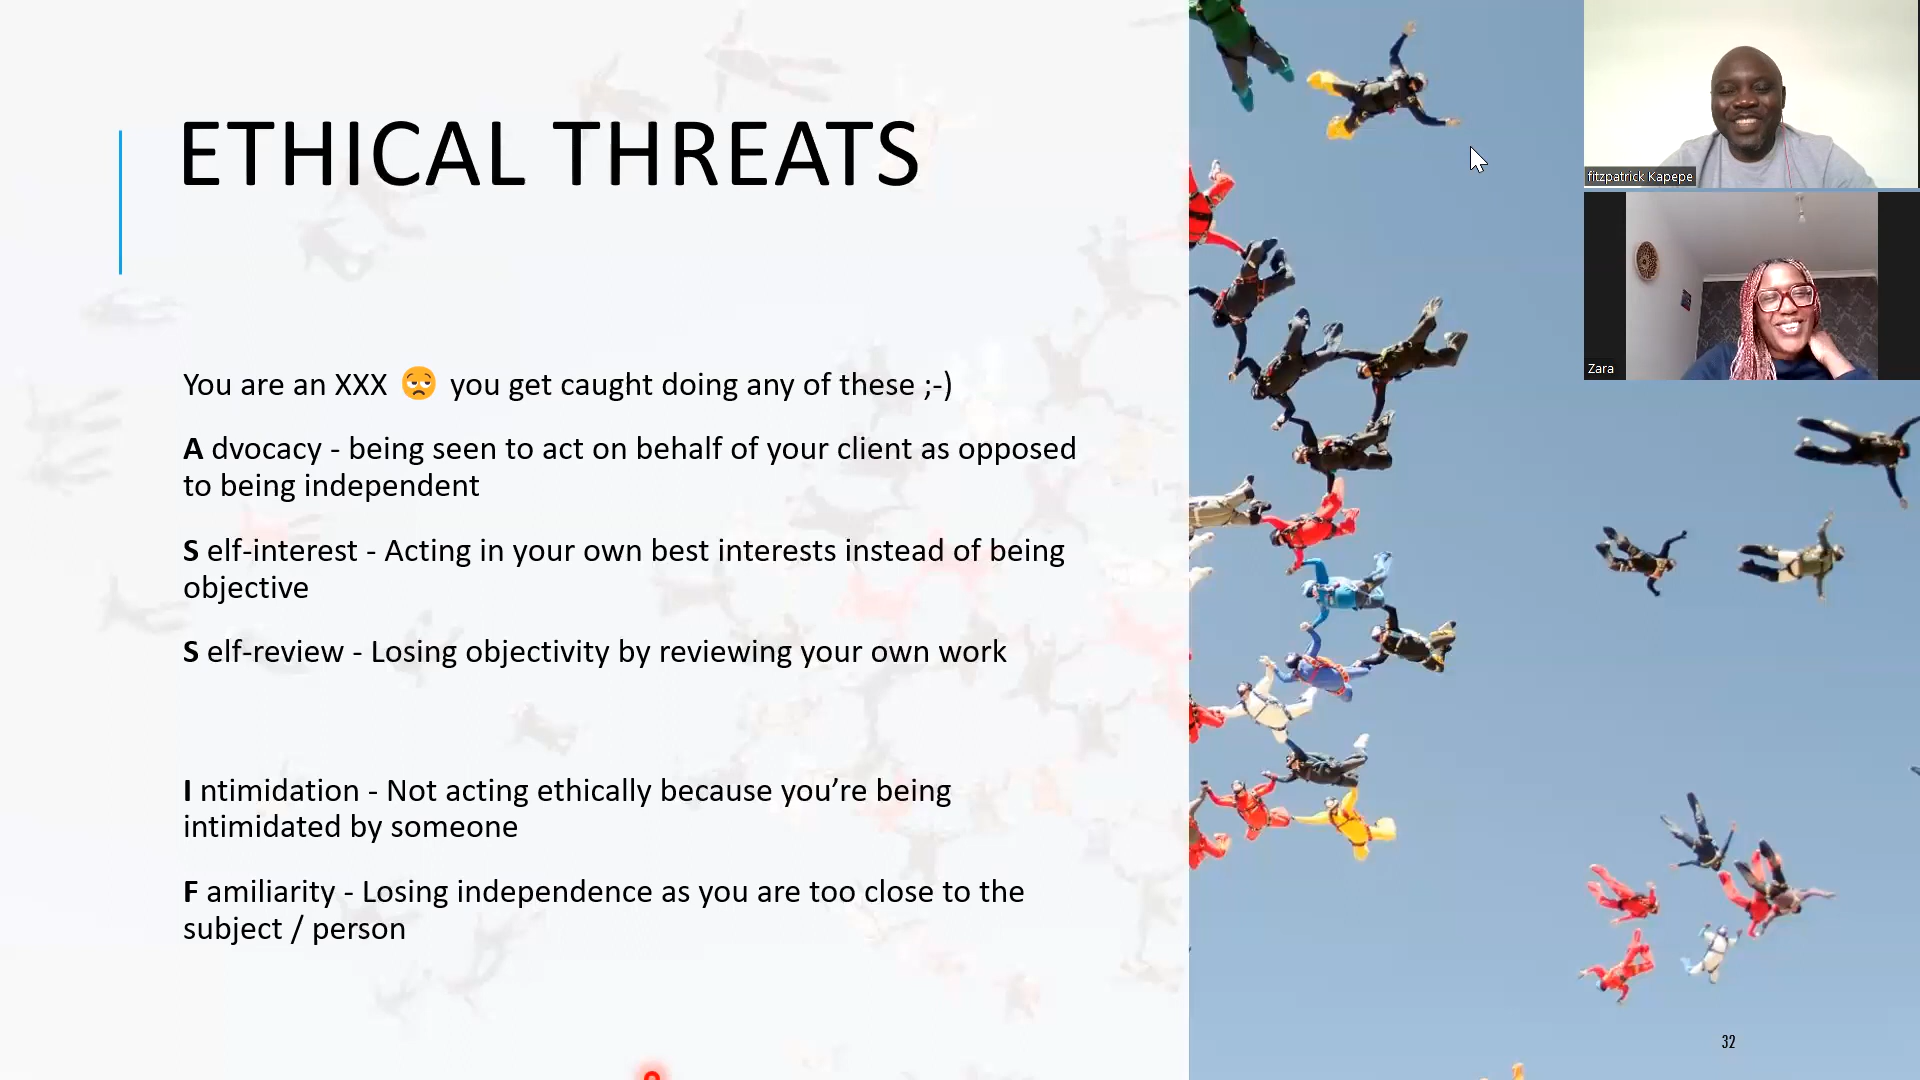 ETHICAL THREATS
You are an XXX 😩 you get caught doing any of these ;-)
A dvocacy - being seen to act on behalf of your client as opposed
to being independent
S elf-interest - Acting in your own best interests instead of being
objective
S elf-review - Losing objectivity by reviewing your own work
I ntimidation - Not acting ethically because you’re being
intimidated by someone
F amiliarity - Losing independence as you are too close to the
subject / person
fitzpatrick Kapepe
Zara
32